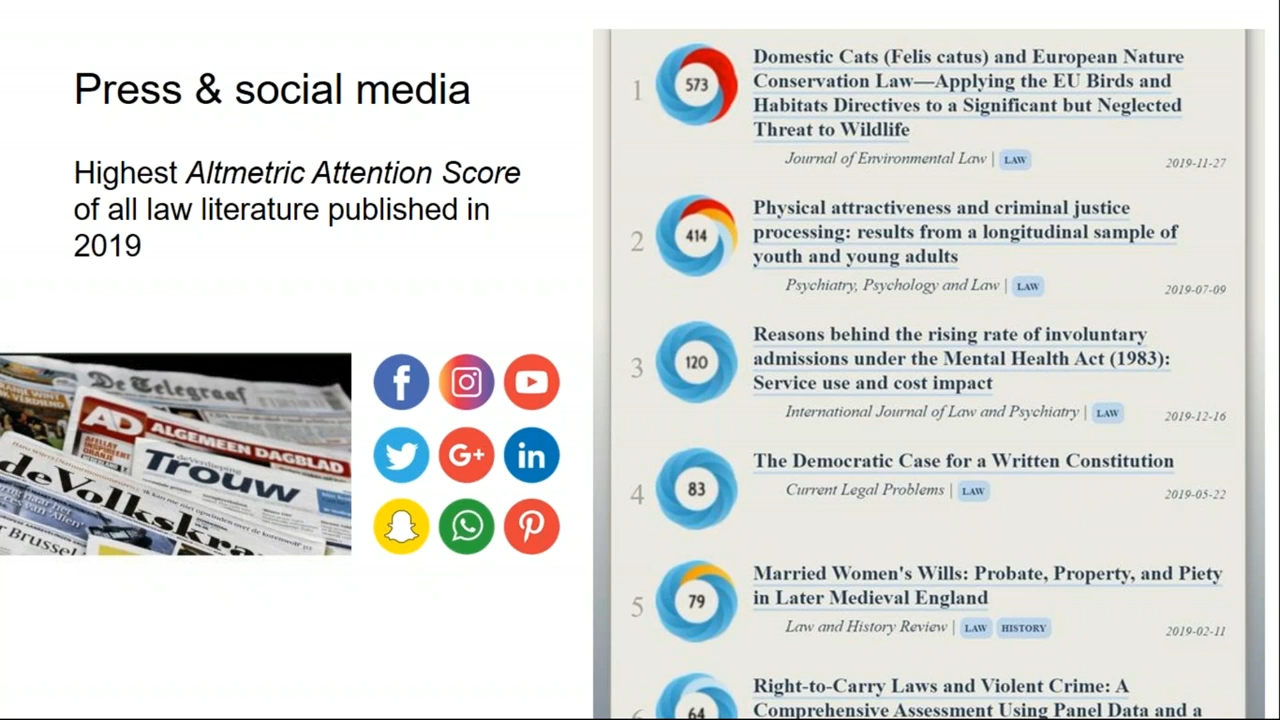 Press & social media
Highest Altmetric Attention Score
of all law literature published in
2019
De Telegraaf
AD
ALGEMEEN DAGBLAD
deVerdieping
Trouw
deVolkskra
Brussel
f
G+
in
1
573
Domestic Cats (Felis catus) and European Nature
Conservation Law—Applying the EU Birds and
Habitats Directives to a Significant but Neglected
Threat to Wildlife
Journal of Environmental Law | LAW
2019-11-27
2
414
Physical attractiveness and criminal justice
processing: results from a longitudinal sample of
youth and young adults
Psychiatry, Psychology and Law | LAW
2019-07-09
3
120
Reasons behind the rising rate of involuntary
admissions under the Mental Health Act (1983):
Service use and cost impact
International Journal of Law and Psychiatry | LAW
2019-12-16
4
83
The Democratic Case for a Written Constitution
Current Legal Problems | LAW
2019-05-22
5
79
Married Women's Wills: Probate, Property, and Piety
in Later Medieval England
Law and History Review | LAW HISTORY
2019-02-11
64
Right-to-Carry Laws and Violent Crime: A
Comprehensive Assessment Using Panel Data and a